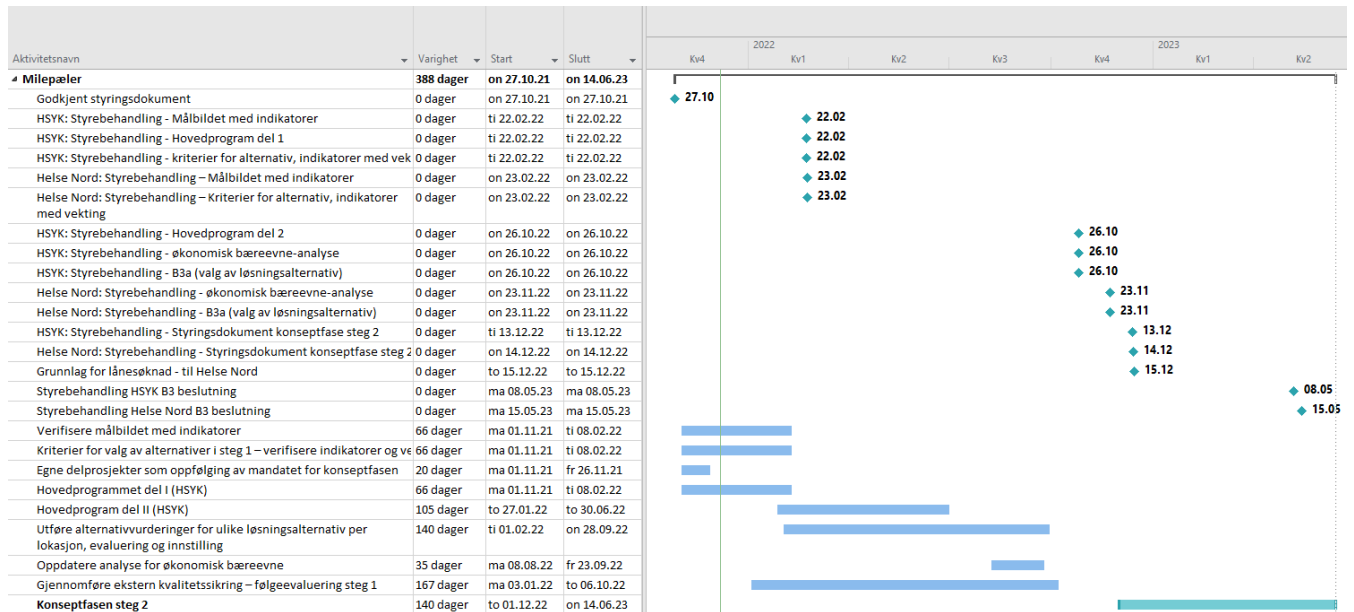 2022 2023
Aktivitetsnavn Varighet Start Slutt Kv4 Kv1 Kv2 Kv3 Kv4 Kv1 Kv2
Milepæler 388 dager on 27.10.21 on 14.06.23
Godkjent styringsdokument 0 dager on 27.10.21 on 27.10.21 27.10
HSYK: Styrebehandling - Målbildet med indikatorer 0 dager ti 22.02.22 ti 22.02.22 22.02
HSYK: Styrebehandling - Hovedprogram del 1 0 dager ti 22.02.22 ti 22.02.22 22.02
HSYK: Styrebehandling - kriterier for alternativ, indikatorer med vek 0 dager ti 22.02.22 ti 22.02.22 22.02
Helse Nord: Styrebehandling – Målbildet med indikatorer 0 dager on 23.02.22 on 23.02.22 23.02
Helse Nord: Styrebehandling – Kriterier for alternativ, indikatorer 0 dager on 23.02.22 on 23.02.22 23.02
med vekting
HSYK: Styrebehandling - Hovedprogram del 2 0 dager on 26.10.22 on 26.10.22 26.10
HSYK: Styrebehandling - økonomisk bæreevne-analyse 0 dager on 26.10.22 on 26.10.22 26.10
HSYK: Styrebehandling - B3a (valg av løsningsalternativ) 0 dager on 26.10.22 on 26.10.22 26.10
Helse Nord: Styrebehandling - økonomisk bæreevne-analyse 0 dager on 23.11.22 on 23.11.22 23.11
Helse Nord: Styrebehandling - B3a (valg av løsningsalternativ) 0 dager on 23.11.22 on 23.11.22 23.11
HSYK: Styrebehandling - Styringsdokument konseptfase steg 2 0 dager ti 13.12.22 ti 13.12.22 13.12
Helse Nord: Styrebehandling - Styringsdokument konseptfase steg 2 0 dager on 14.12.22 on 14.12.22 14.12
Grunnlag for lånesøknad - til Helse Nord 0 dager to 15.12.22 to 15.12.22 15.12
Styrebehandling HSYK B3 beslutning 0 dager ma 08.05.23 ma 08.05.23 08.05
Styrebehandling Helse Nord B3 beslutning 0 dager ma 15.05.23 ma 15.05.23 15.05
Verifisere målbildet med indikatorer 66 dager ma 01.11.21 ti 08.02.22
Kriterier for valg av alternativer i steg 1 – verifisere indikatorer og ve 66 dager ma 01.11.21 ti 08.02.22
Egne delprosjekter som oppfølging av mandatet for konseptfasen 20 dager ma 01.11.21 fr 26.11.21
Hovedprogrammet del I (HSYK) 66 dager ma 01.11.21 ti 08.02.22
Hovedprogram del II (HSYK) 105 dager to 27.01.22 to 30.06.22
Utføre alternativvurderinger for ulike løsningsalternativ per 140 dager ti 01.02.22 on 28.09.22
lokasjon, evaluering og innstilling
Oppdatere analyse for økonomisk bæreevne 35 dager ma 08.08.22 fr 23.09.22
Gjennomføre ekstern kvalitetssikring – følgeevaluering steg 1 167 dager ma 03.01.22 to 06.10.22
Konseptfasen steg 2 140 dager to 01.12.22 on 14.06.23